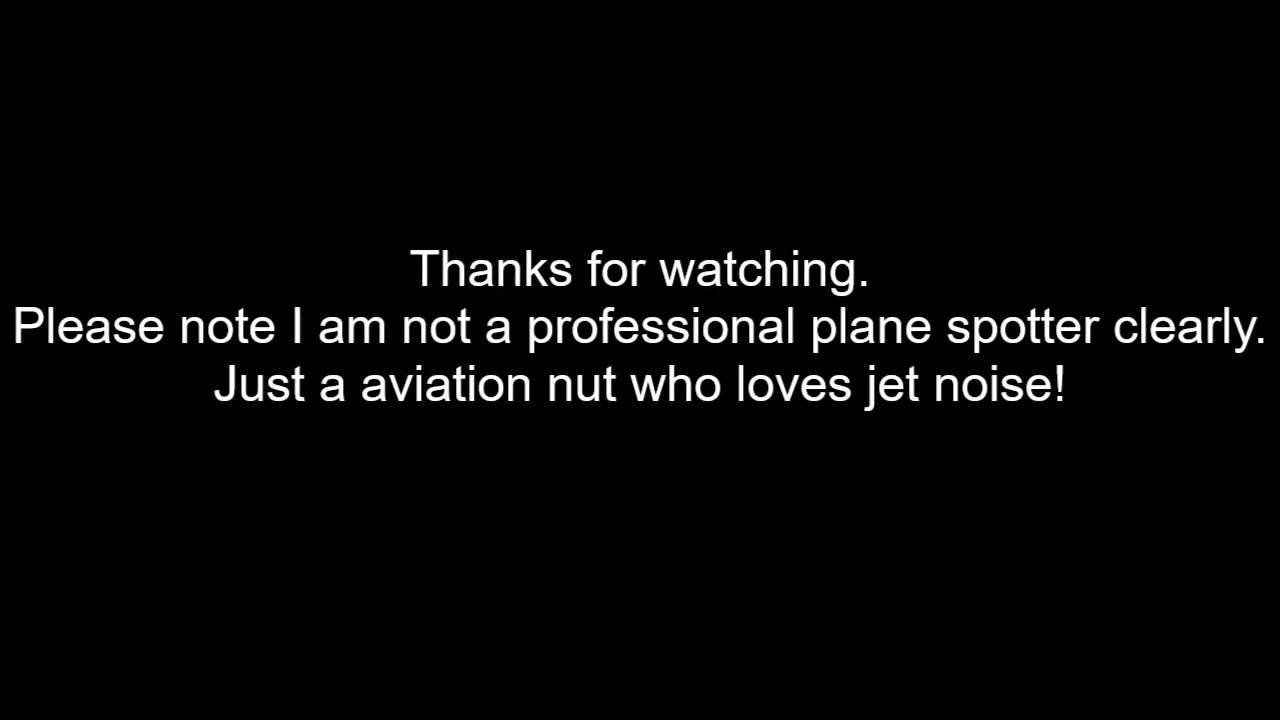 Thanks for watching.
Please note I am not a professional plane spotter clearly.
Just a aviation nut who loves jet noise!